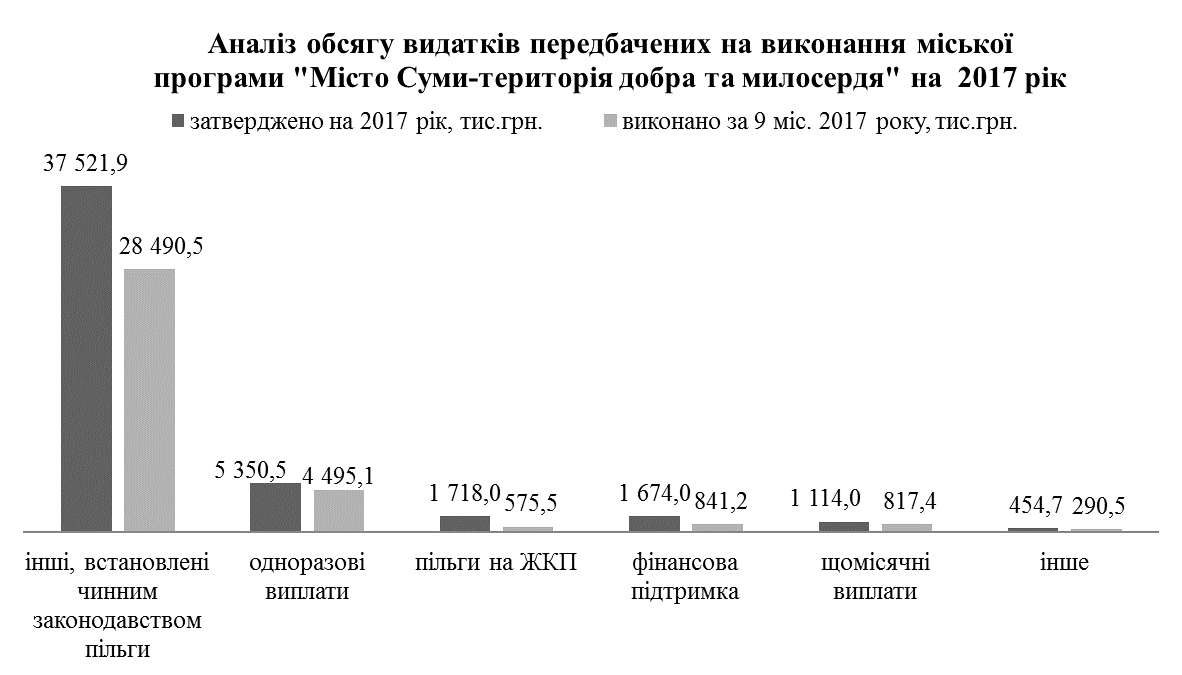 Аналіз обсягу видатків передбачених на виконання міської
програми "Місто Суми-територія добра та милосердя" на 2017 рік
затверджено на 2017 рік, тис.грн.
виконано за 9 міс. 2017 року, тис.грн.
37 521,9
28 490,5
5 350,5
4 495,1
1 718,0
575,5
1 674,0
841,2
1 114,0
817,4
454,7
290,5
інші, встановлені
чинним
законодавством
пільги
одноразові
виплати
пільги на ЖКП
фінансова
підтримка
щомісячні
виплати
інше